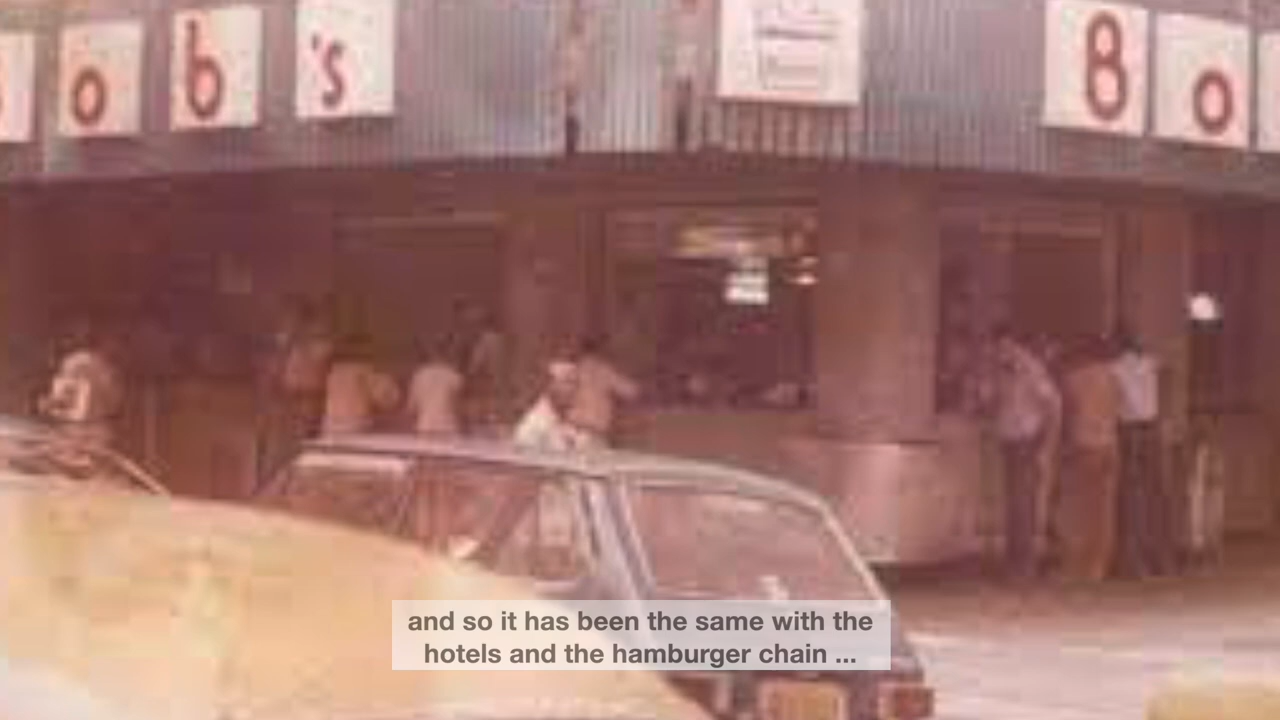 ob's
Bo
and so it has been the same with the
hotels and the hamburger chain ...